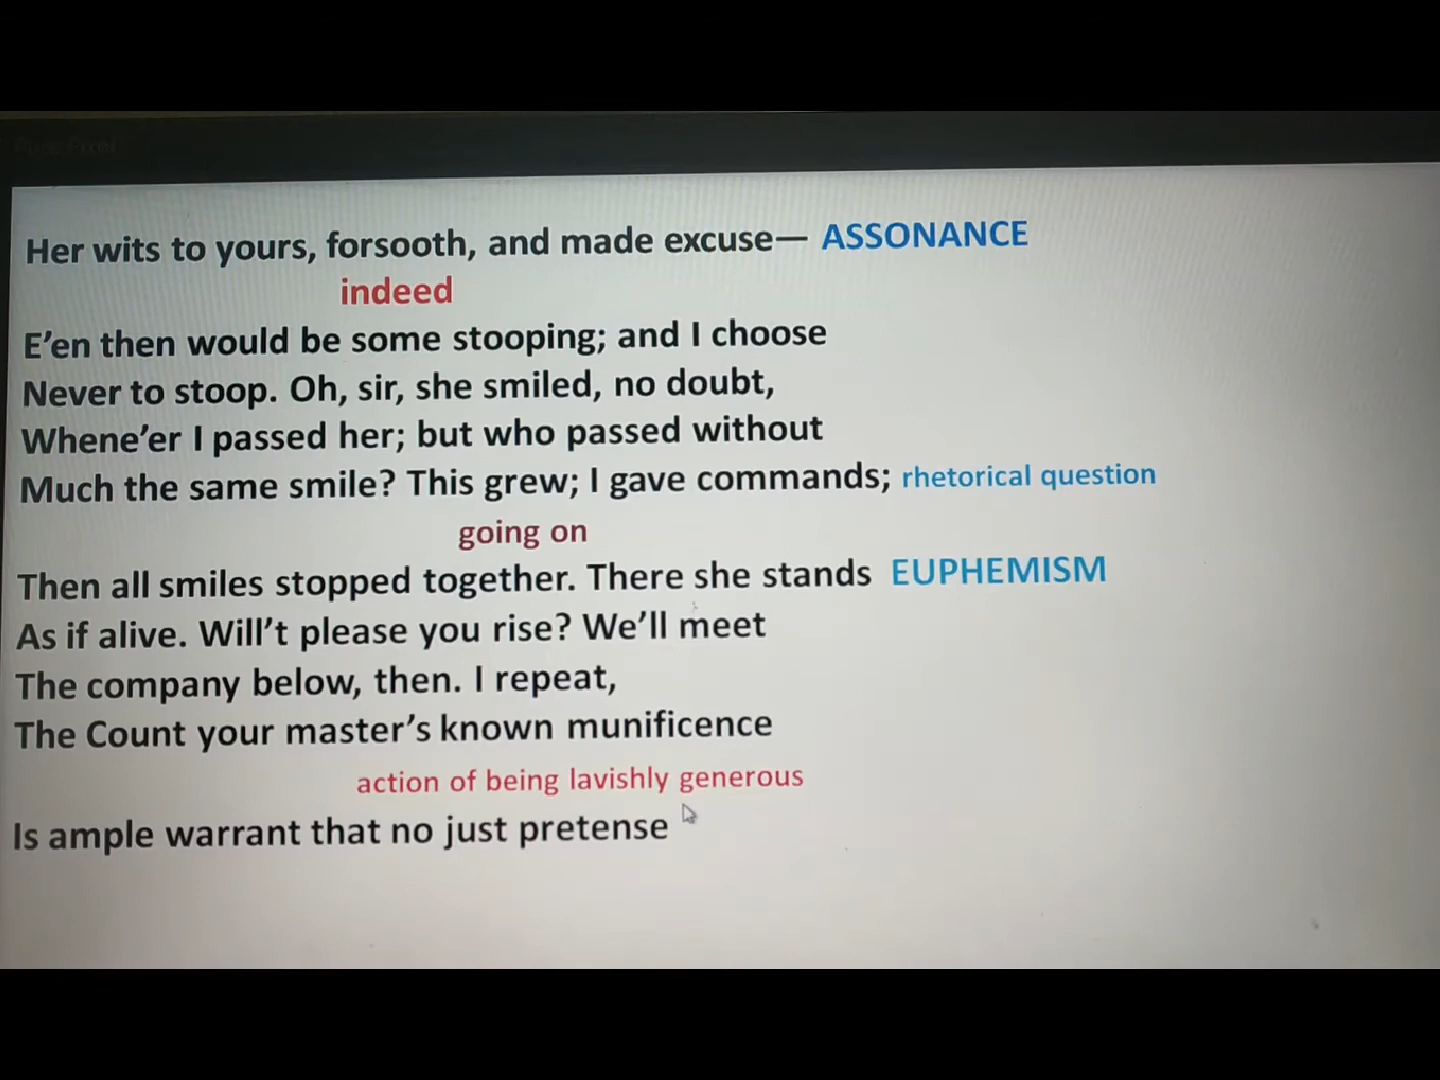 Her wits to yours, forsooth, and made excuse— ASSONANCE
indeed
E’en then would be some stooping; and I choose
Never to stoop. Oh, sir, she smiled, no doubt,
Whene’er I passed her; but who passed without
Much the same smile? This grew; I gave commands; rhetorical question
going on
Then all smiles stopped together. There she stands EUPHEMISM
As if alive. Will’t please you rise? We’ll meet
The company below, then. I repeat,
The Count your master’s known munificence
action of being lavishly generous
Is ample warrant that no just pretense